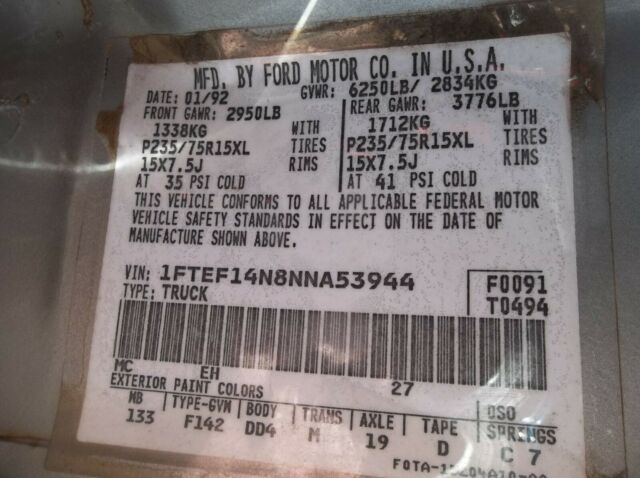 MFD. BY FORD MOTOR CO. IN U.S.A.
DATE: 01/92 GVWR: 6250LB/ 2834KG
FRONT GAWR: 2950LB REAR GAWR: 3776LB
1338KG WITH 1712KG WITH
P235/75R15XL TIRES P235/75R15XL TIRES
15X7.5J RIMS 15X7.5J RIMS
AT 35 PSI COLD AT 41 PSI COLD
THIS VEHICLE CONFORMS TO ALL APPLICABLE FEDERAL MOTOR
VEHICLE SAFETY STANDARDS IN EFFECT ON THE DATE OF
MANUFACTURE SHOWN ABOVE.
VIN: 1FTEF14N8NNA53944 F0091
TYPE: TRUCK T0494
MC EH 27
EXTERIOR PAINT COLORS DSO
WB TYPE-GVW BODY TRANS AXLE TAPE SPRINGS
133 F142 DD4 M 19 D C 7